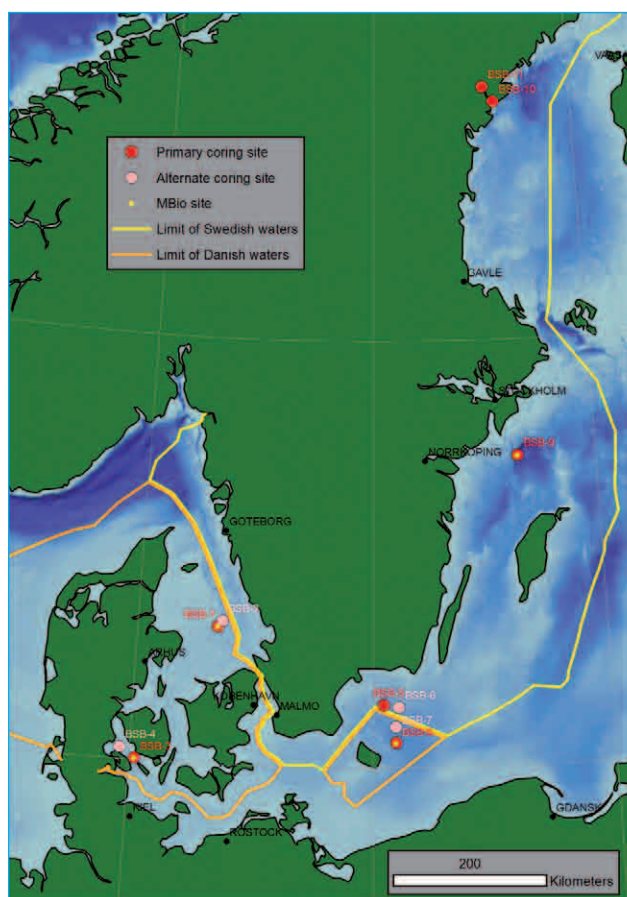 BSB-11
BSB-10
Primary coring site
Alternate coring site
MBio site
Limit of Swedish waters
Limit of Danish waters
GAVLE
STOCKHOLM
BSB-9
NORRKOPING
GOTEBORG
ARHUS
KOBENHAVN
MALMO
BSB-6
BSB-7
BSB-4
BSB-3
KIEL
ROSTOCK
GDANSK
200
Kilometers